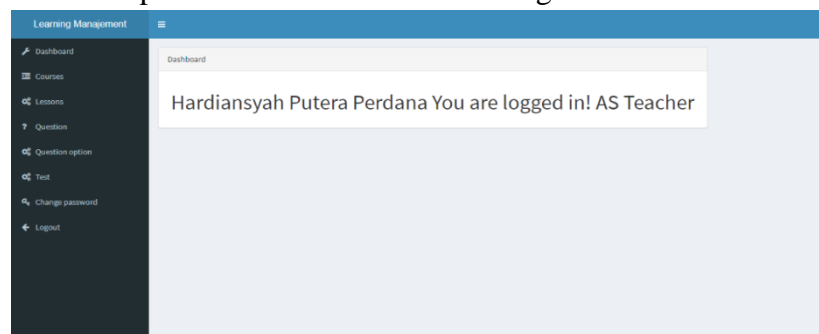 Learning Manajement
Dashboard
Courses
Lessons
Question
Question option
Test
Change password
Logout
Dashboard
Hardiansyah Putera Perdana You are logged in! AS Teacher